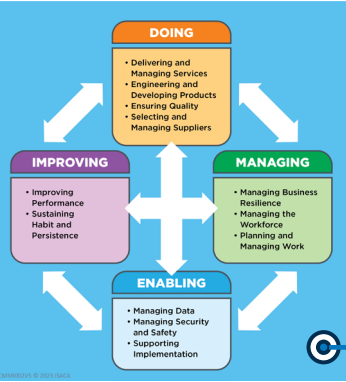 DOING
• Delivering and
Managing Services
• Engineering and
Developing Products
• Ensuring Quality
• Selecting and
Managing Suppliers
IMPROVING
• Improving
Performance
• Sustaining
Habit and
Persistence
MANAGING
• Managing Business
Resilience
• Managing the
Workforce
• Planning and
Managing Work
ENABLING
• Managing Data
• Managing Security
and Safety
• Supporting
Implementation
© 2023 ISACA